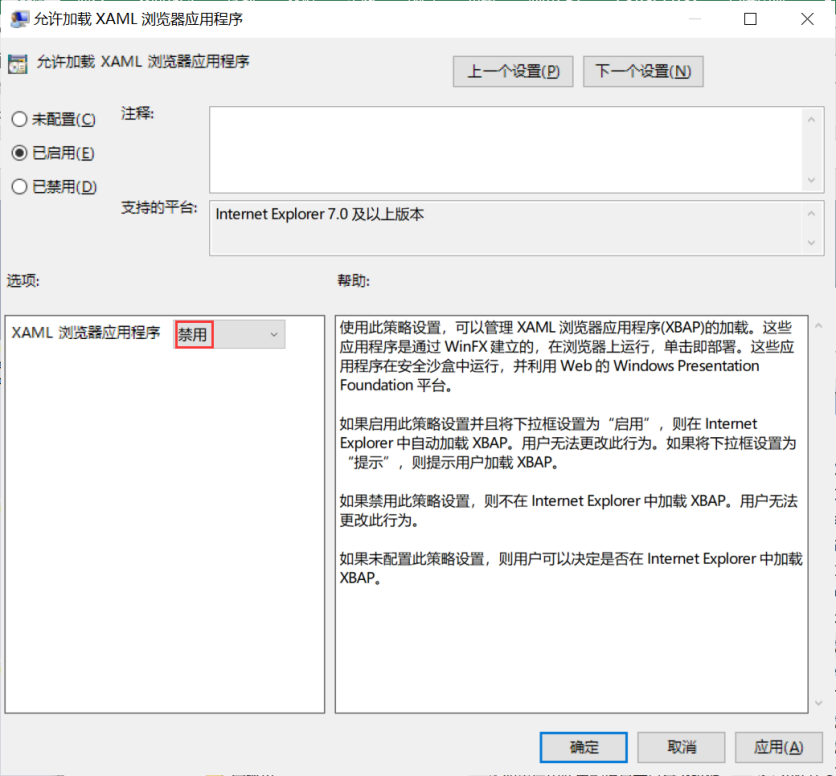 允许加载 XAML 浏览器应用程序
允许加载 XAML 浏览器应用程序
上一个设置(P)
下一个设置(N)
未配置(C)
已启用(E)
已禁用(D)
注释:
支持的平台:
Internet Explorer 7.0 及以上版本
选项:
帮助:
XAML 浏览器应用程序
禁用
使用此策略设置，可以管理 XAML 浏览器应用程序(XBAP)的加载。这些
应用程序是通过 WinFX 建立的，在浏览器上运行，单击即部署。这些应
用程序在安全沙盒中运行，并利用 Web 的 Windows Presentation
Foundation 平台。
如果启用此策略设置并且将下拉框设置为“启用”，则在 Internet
Explorer 中自动加载 XBAP。用户无法更改此行为。如果将下拉框设置为
“提示”，则提示用户加载 XBAP。
如果禁用此策略设置，则不在 Internet Explorer 中加载 XBAP。用户无法
更改此行为。
如果未配置此策略设置，则用户可以决定是否在 Internet Explorer 中加载
XBAP。
确定
取消
应用(A)